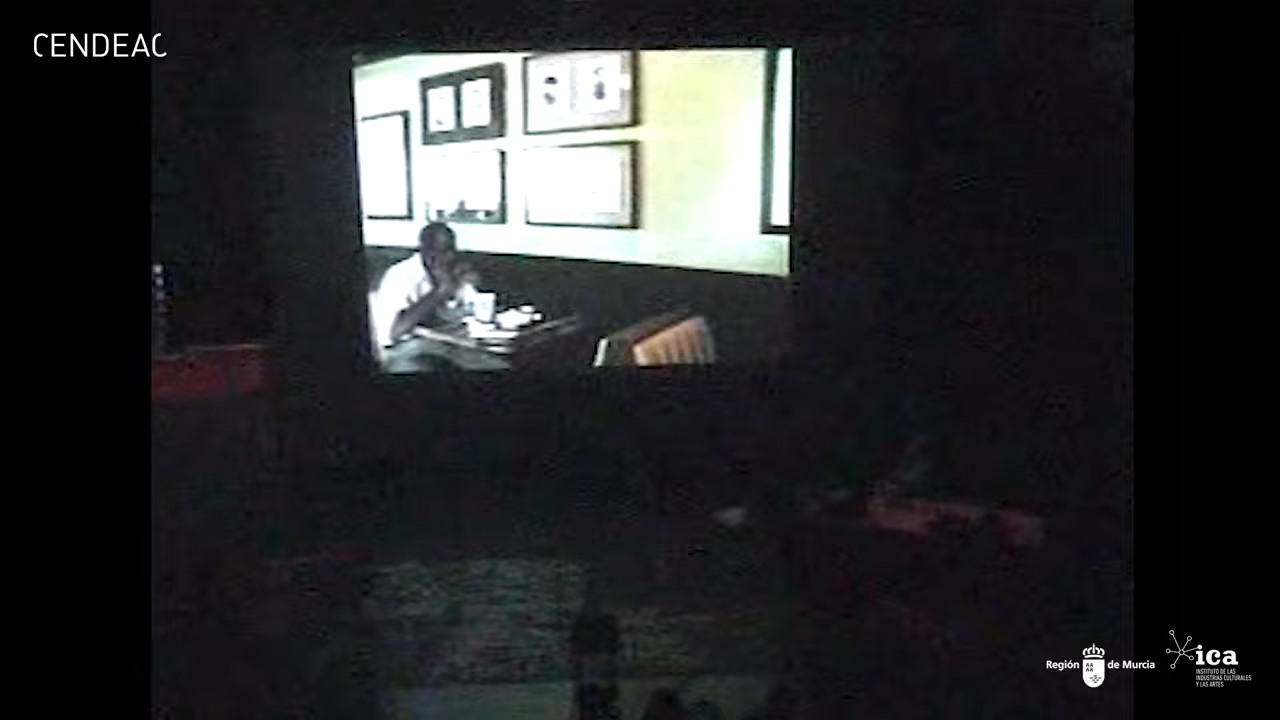 CENDEAC
Región de Murcia
ica
INSTITUTO DE LAS
INDUSTRIAS CULTURALES
Y LAS ARTES